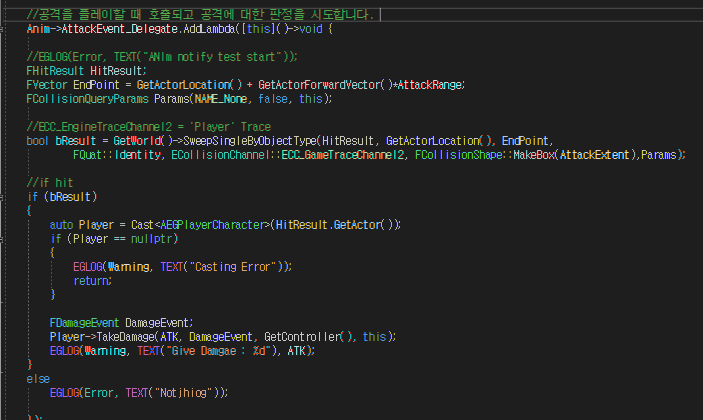 //공격을 플레이할 때 호출되고 공격에 대한 판정을 시도합니다.
Anim->AttackEvent_Delegate.AddLambda([this]()->void {
//EGLOG(Error, TEXT("ANIm notify test start"));
FHitResult HitResult;
FVector EndPoint = GetActorLocation() + GetActorForwardVector()*AttackRange;
FCollisionQueryParams Params(NAME_None, false, this);
//ECC_EngineTraceChannel2 = 'Player' Trace
bool bResult = GetWorld()->SweepSingleByObjectType(HitResult, GetActorLocation(), EndPoint,
FQuat::Identity, ECollisionChannel::ECC_GameTraceChannel2, FCollisionShape::MakeBox(AttackExtent),Params);
//if hit
if (bResult)
{
auto Player = Cast<AEGPlayerCharacter>(HitResult.GetActor());
if (Player == nullptr)
{
EGLOG(Warning, TEXT("Casting Error"));
return;
}
FDamageEvent DamageEvent;
Player->TakeDamage(ATK, DamageEvent, GetController(), this);
EGLOG(Warning, TEXT("Give Damgae : %d"), ATK);
}
else
EGLOG(Error, TEXT("Notihiog"));
});